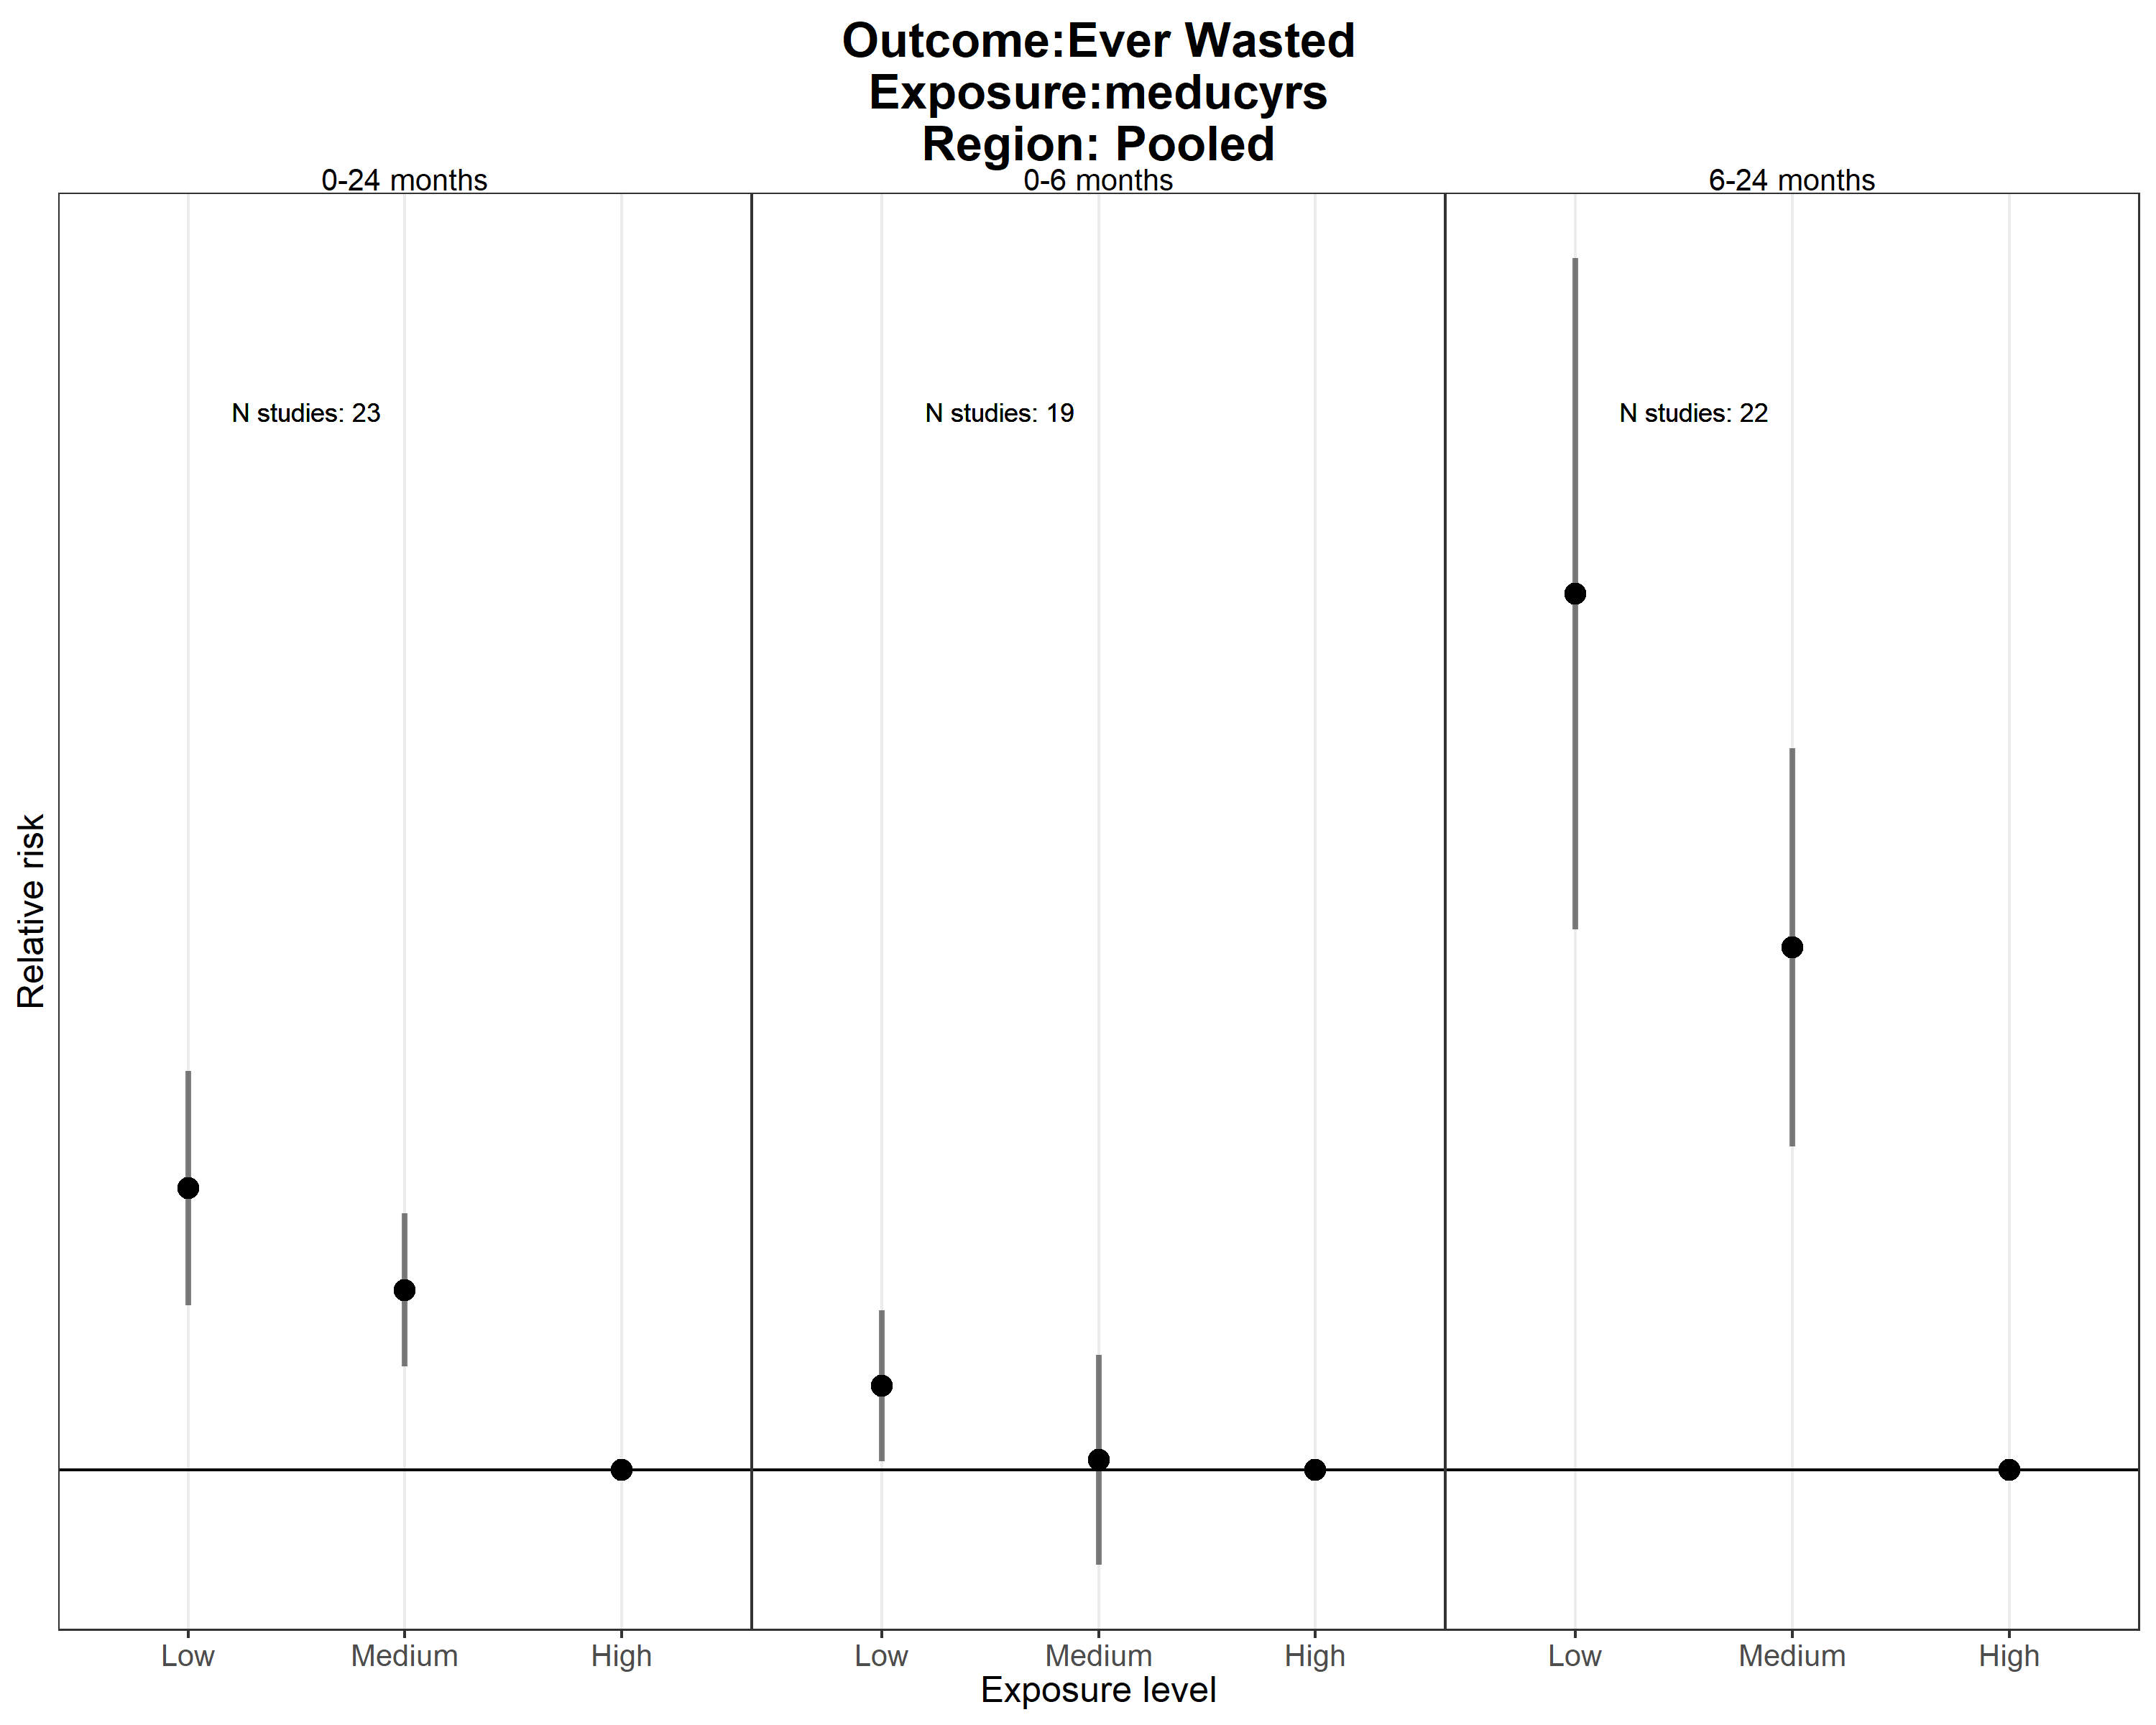 Outcome:Ever Wasted
Exposure:meducyrs
Region: Pooled
0-24 months
0-6 months
6-24 months
N studies: 23
N studies: 19
N studies: 22
Relative risk
Low
Medium
High
Low
Medium
High
Low
Medium
High
Exposure level